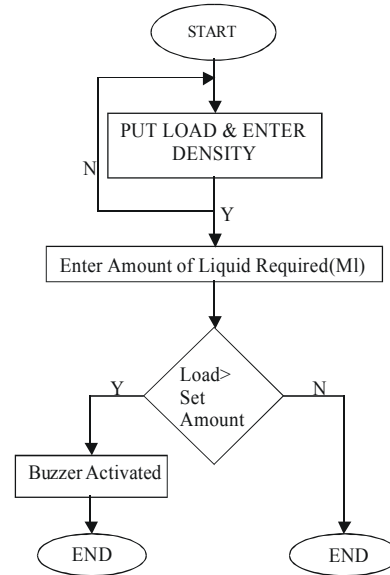 START
PUT LOAD & ENTER
DENSITY
N
Y
Enter Amount of Liquid Required(Ml)
Load>
Set
Amount
Y
N
Buzzer Activated
END
END